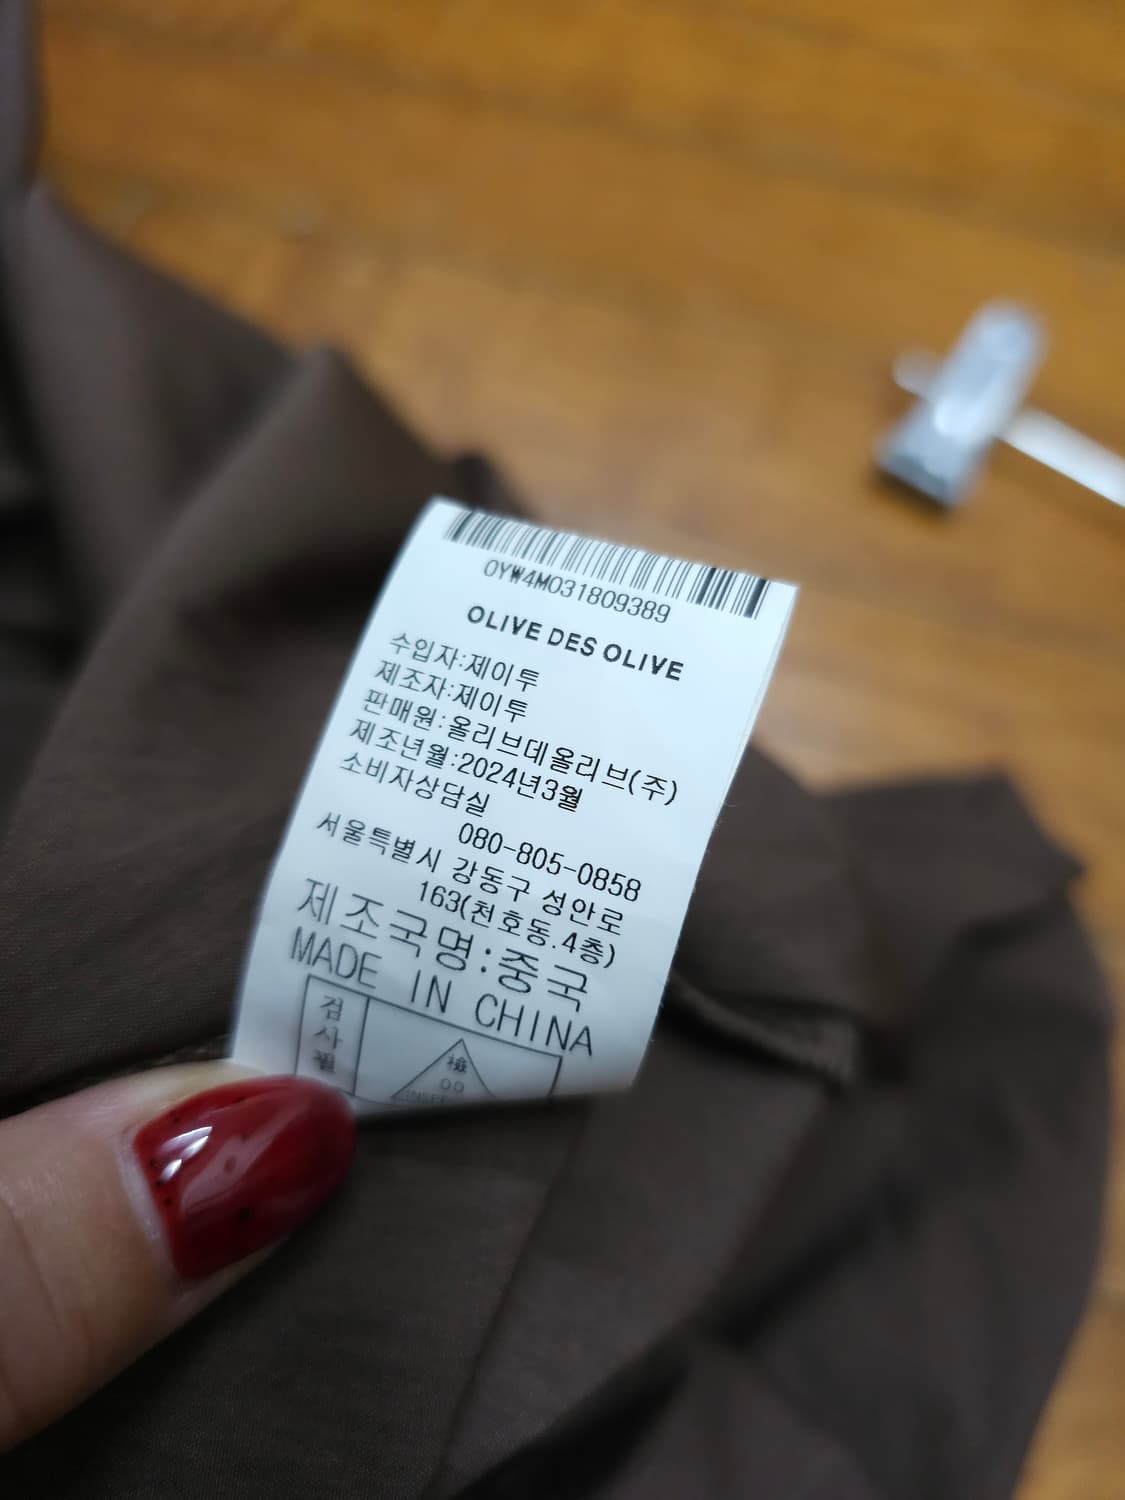 OYW4M031809389
OLIVE DES OLIVE
수입자:제이투
제조자:제이투
판매원:올리브데올리브(주)
제조년월:2024년3월
소비자상담실
080-805-0858
서울특별시 강동구 성안로
163(천호동.4층)
제조국명:중국
MADE IN CHINA
검사필
檢